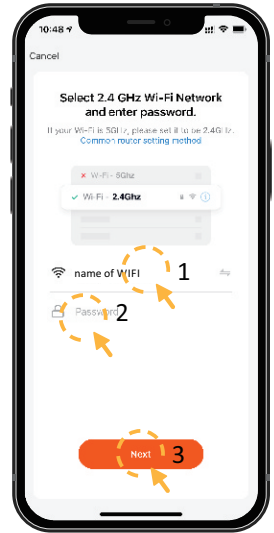 10:48
Cancel
Select 2.4 GHz Wi-Fi Network
and enter password.
If your Wi-Fi is 5GHz, please set it to be 2.4GHz.
Common router setting method
Wi-Fi - 5Ghz
Wi-Fi - 2.4Ghz
name of WIFI 1
Password 2
Next 3